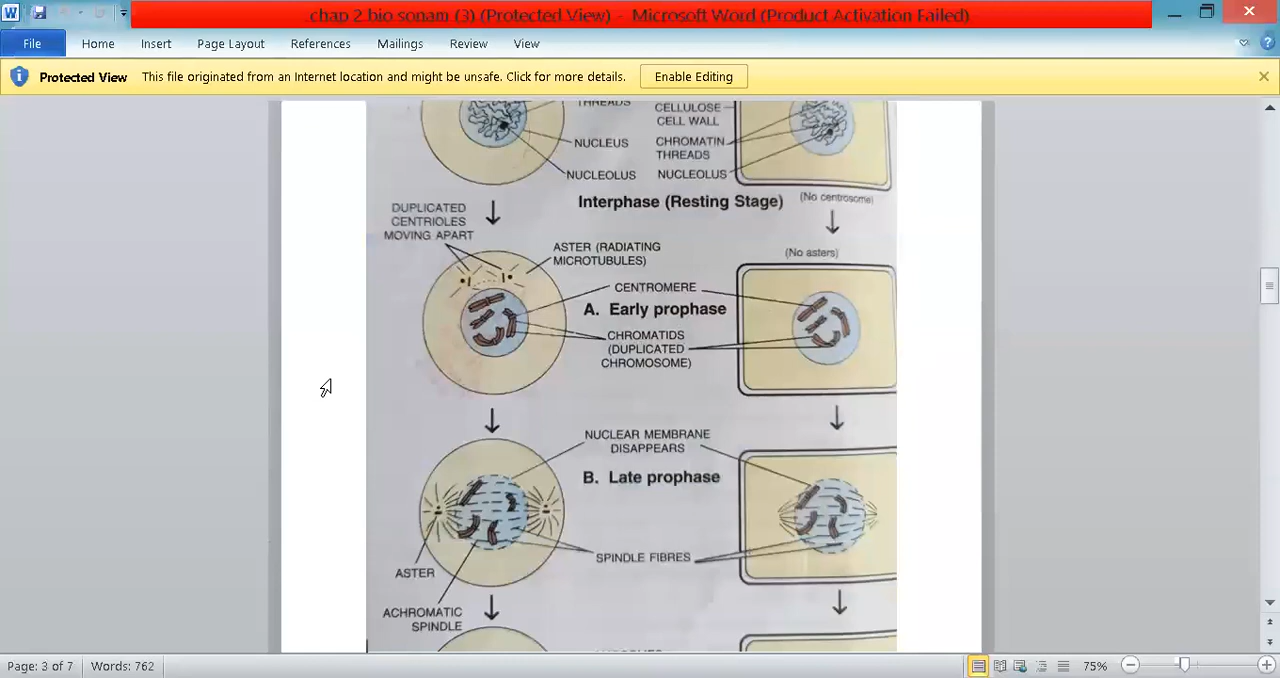 chap 2 bio sonam (3) (Protected View) - Microsoft Word (Product Activation Failed)
File Home Insert Page Layout References Mailings Review View
Protected View This file originated from an Internet location and might be unsafe. Click for more details. Enable Editing
THREADS
NUCLEUS
NUCLEOLUS
CELLULOSE
CELL WALL
CHROMATIN
THREADS
NUCLEOLUS
Interphase (Resting Stage)
(No centrosome)
DUPLICATED
CENTRIOLES
MOVING APART
ASTER (RADIATING
MICROTUBULES)
(No asters)
CENTROMERE
A. Early prophase
CHROMATIDS
(DUPLICATED
CHROMOSOME)
NUCLEAR MEMBRANE
DISAPPEARS
B. Late prophase
SPINDLE FIBRES
ASTER
ACHROMATIC
SPINDLE
Page: 3 of 7 Words: 762 75%